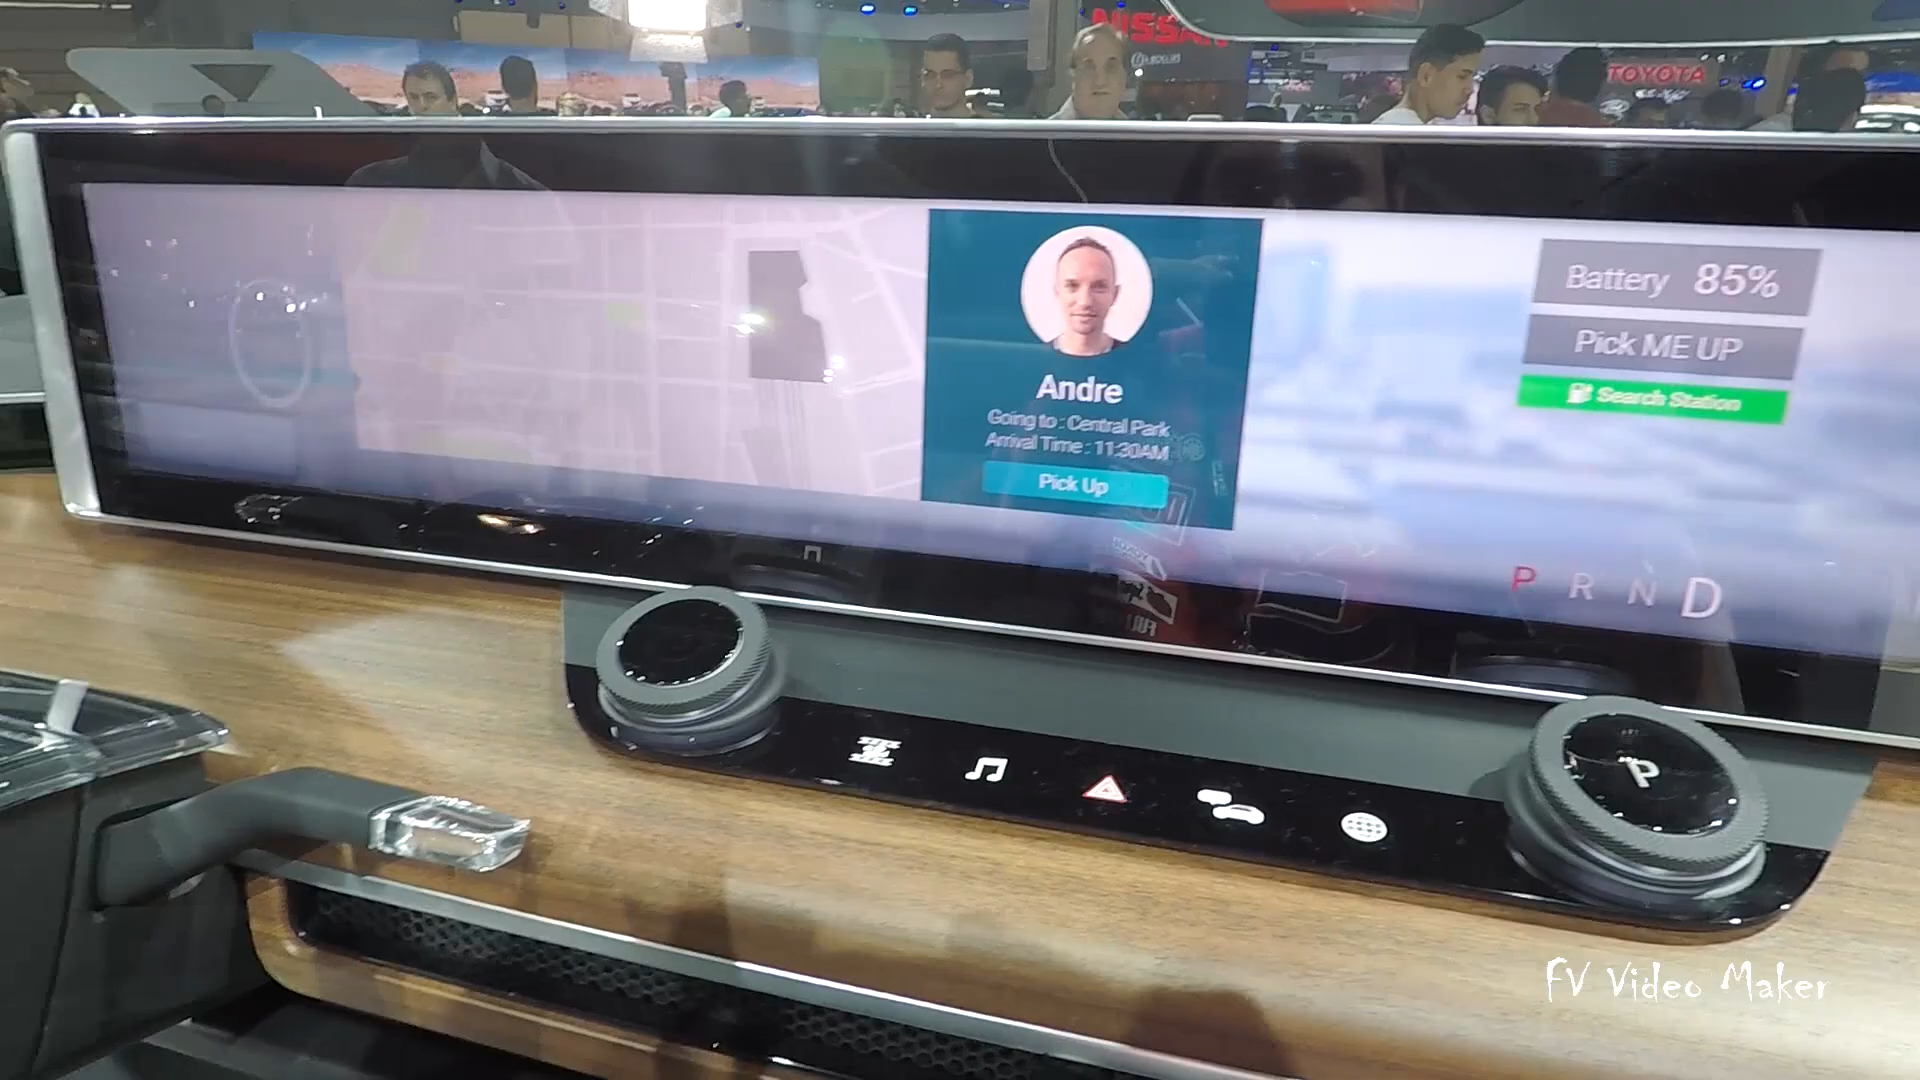 NISSAN
TOYOTA
Battery 85%
Pick ME UP
Search Station
Andre
Going to : Central Park
Arrival Time : 11:30AM
Pick Up
P R N D
P
FV Video Maker